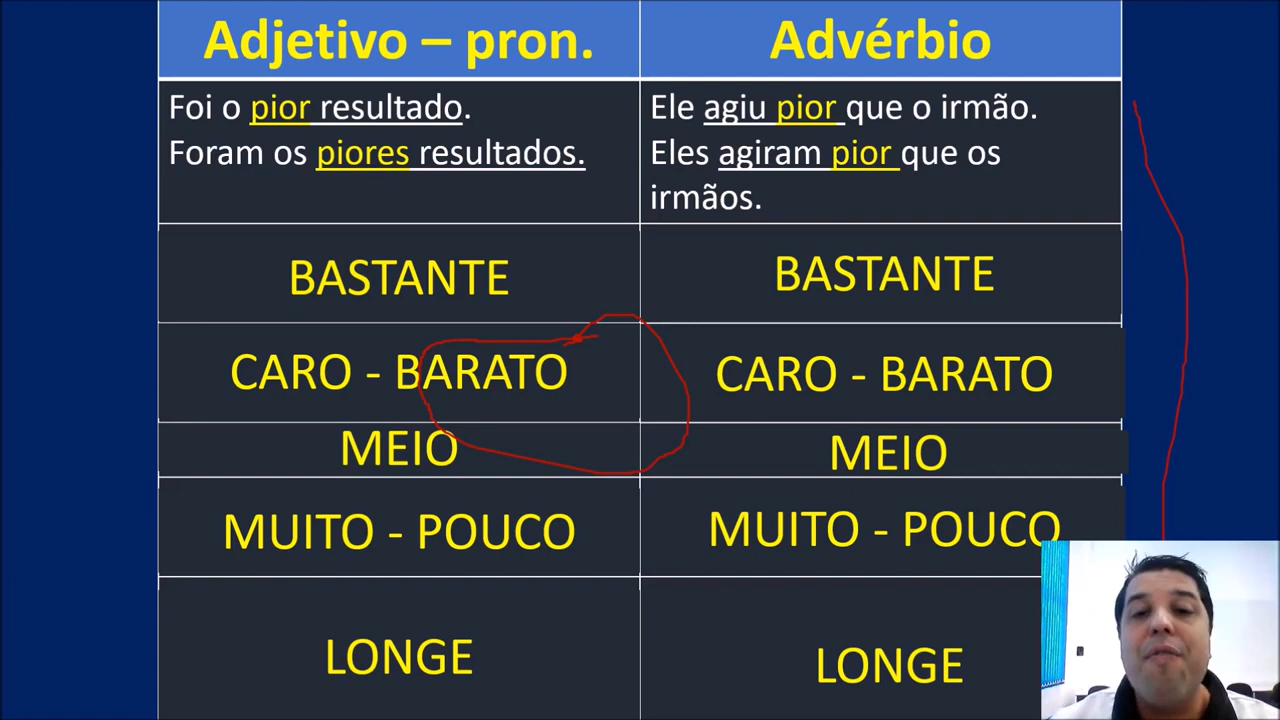 Adjetivo – pron.
Advérbio
Foi o pior resultado.
Foram os piores resultados.
Ele agiu pior que o irmão.
Eles agiram pior que os
irmãos.
BASTANTE
BASTANTE
CARO - BARATO
CARO - BARATO
MEIO
MEIO
MUITO - POUCO
MUITO - POUCO
LONGE
LONGE